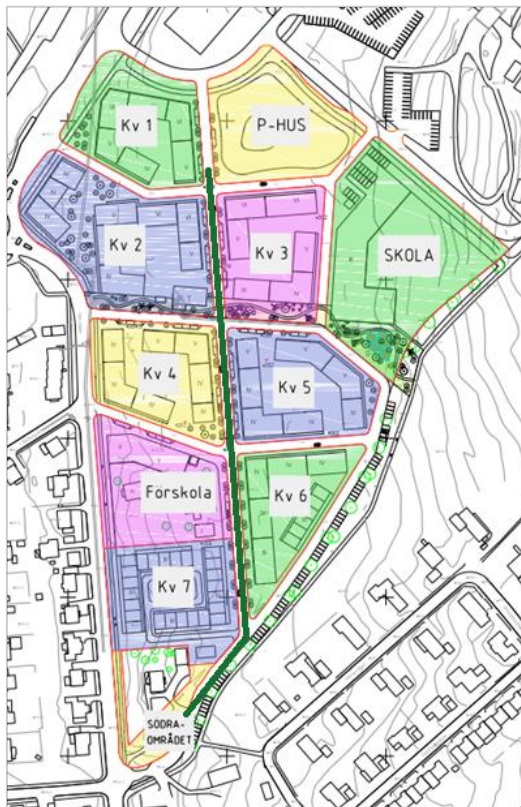 Kv 1
P-HUS
Kv 2
Kv 3
SKOLA
Kv 4
Kv 5
Förskola
Kv 6
Kv 7
SÖDRA-
OMRÅDET